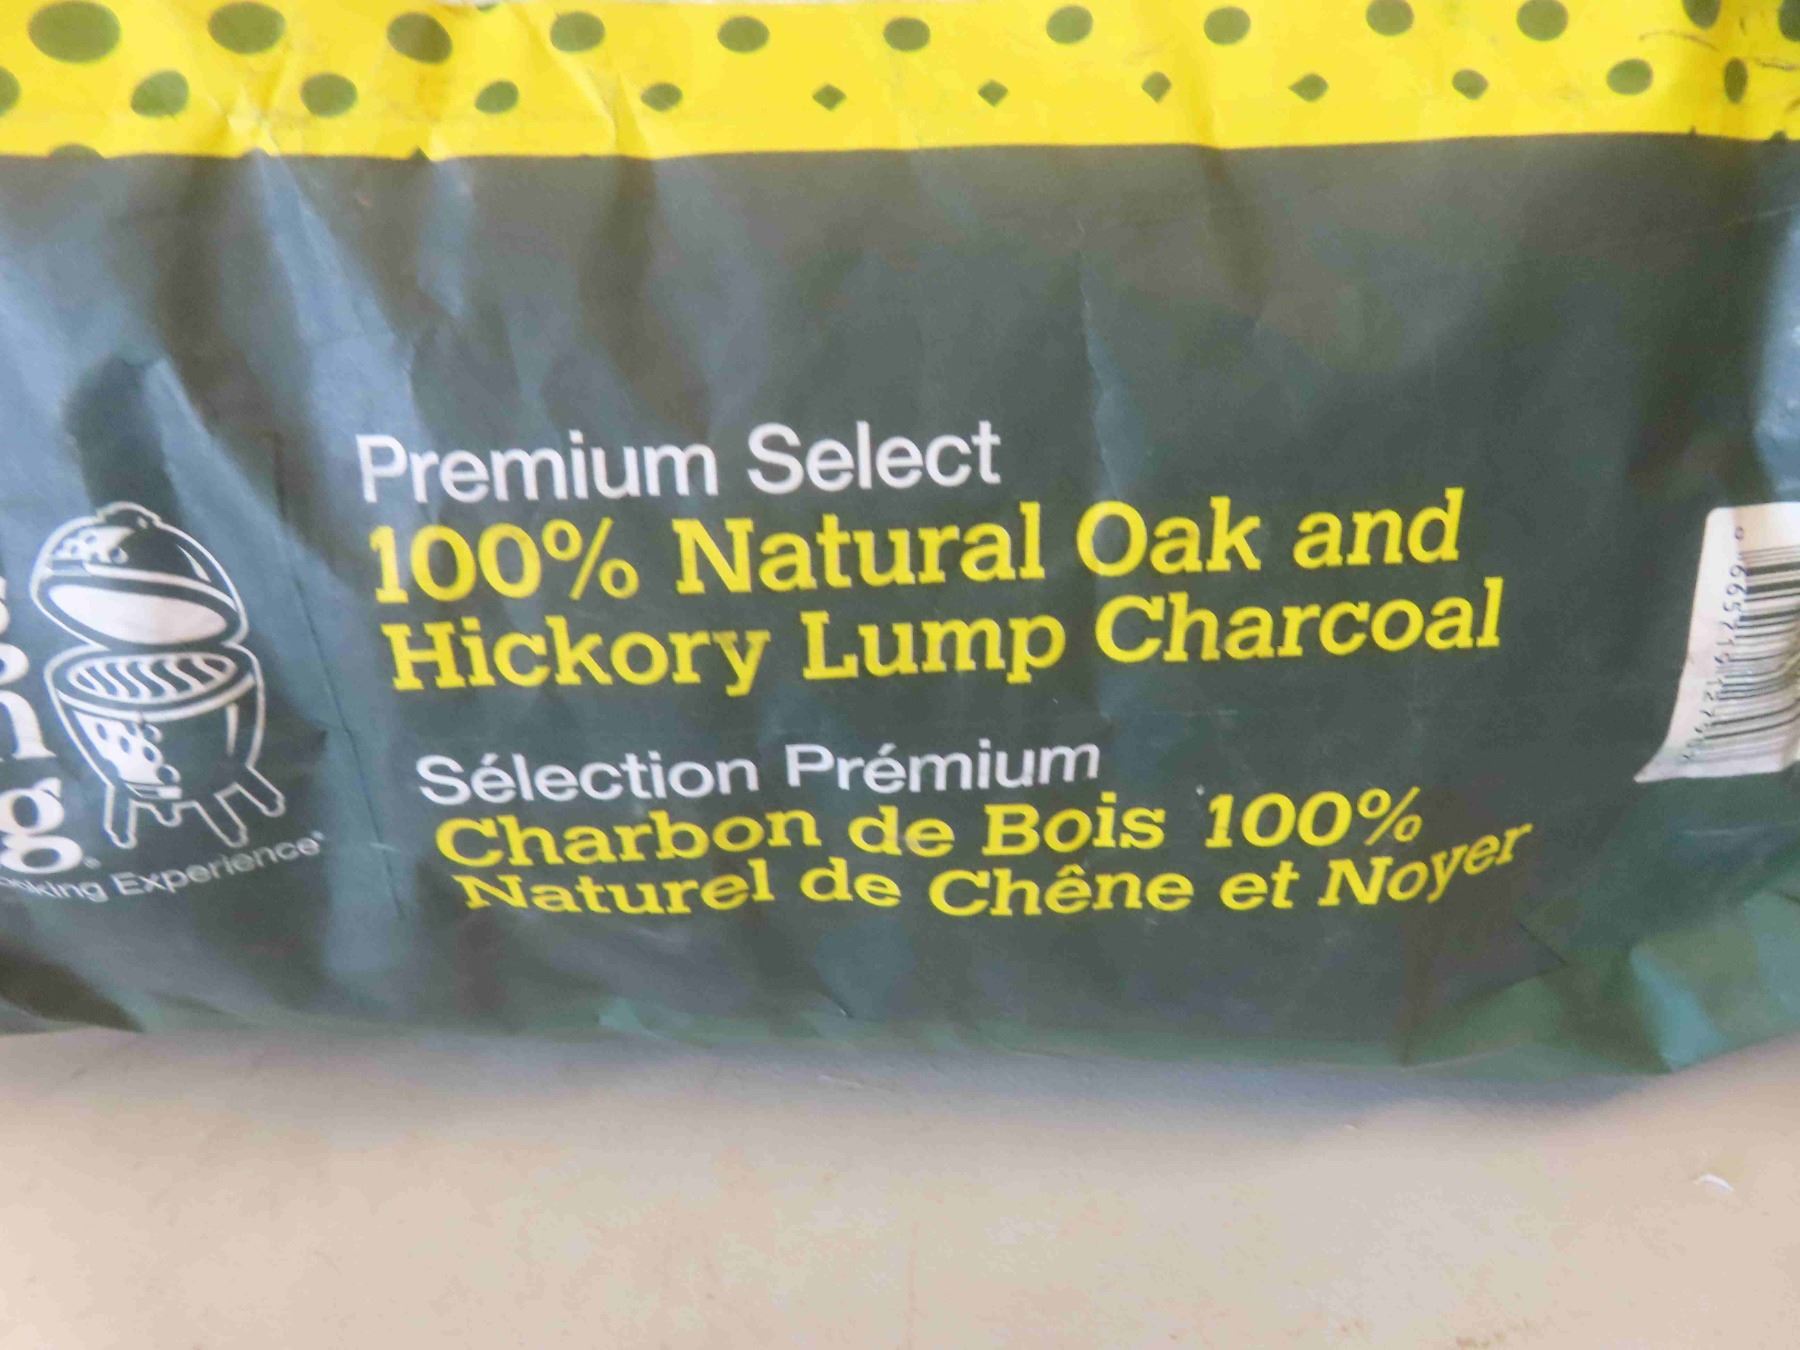 Premium Select
100% Natural Oak and
Hickory Lump Charcoal
Sélection Prémium
Charbon de Bois 100%
Naturel de Chêne et Noyer
n
g®
Experience®